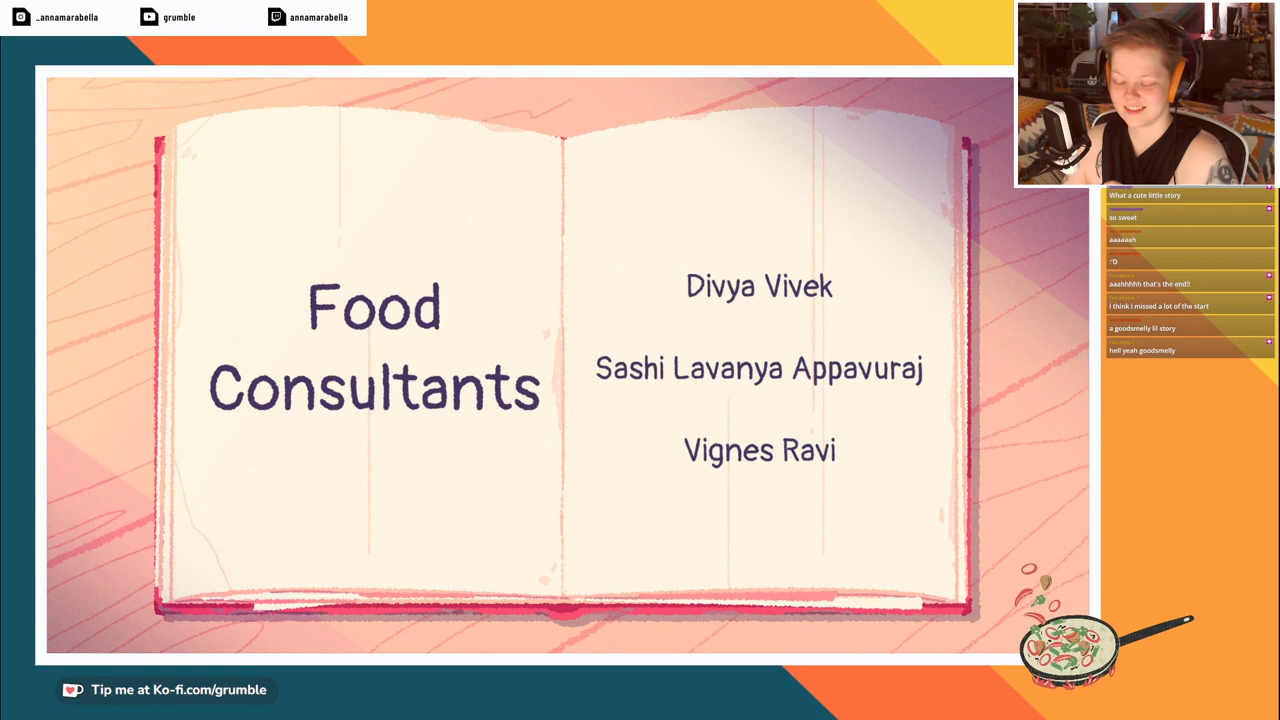 _annamarabella
grumble
annamarabella
Food
Consultants
Divya Vivek
Sashi Lavanya Appavuraj
Vignes Ravi
What a cute little story
so sweet
aaaaaah
:'D
aaahhhhh that's the end!!
i think i missed a lot of the start
a goodsmelly lil story
hell yeah goodsmelly
Tip me at Ko-fi.com/grumble